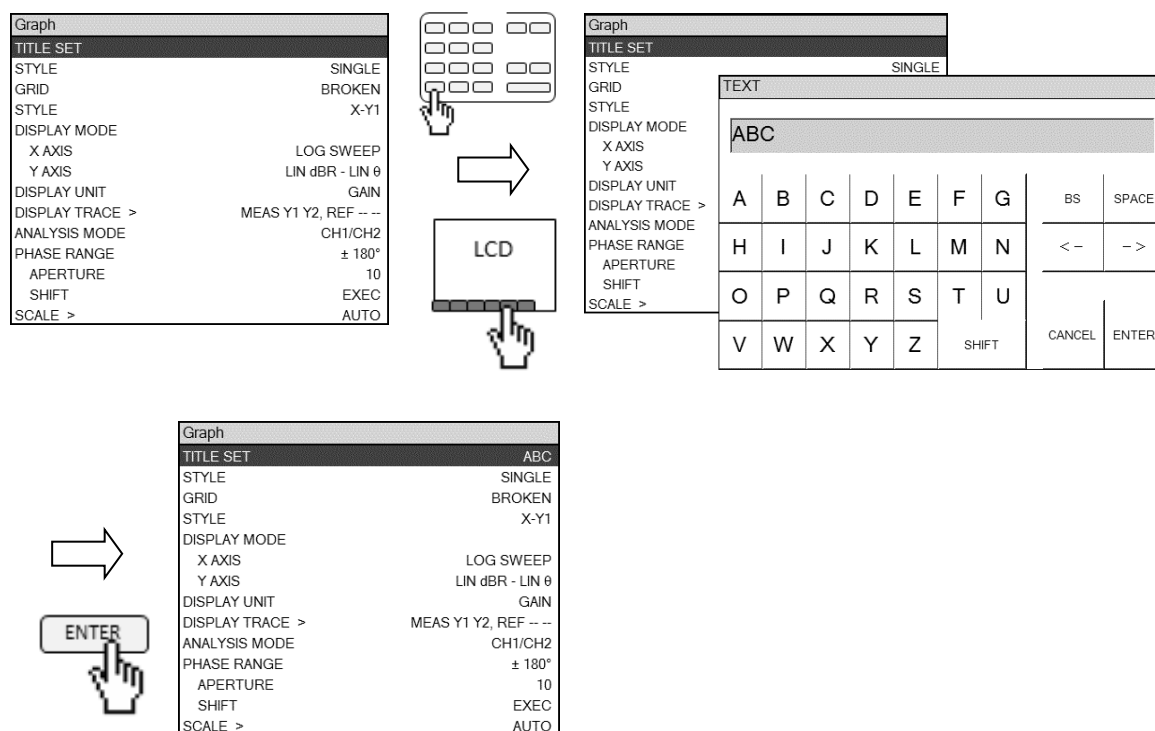 Graph
TITLE SET
STYLE SINGLE
GRID BROKEN
STYLE X-Y1
DISPLAY MODE
X AXIS LOG SWEEP
Y AXIS LIN dBR - LIN θ
DISPLAY UNIT GAIN
DISPLAY TRACE > MEAS Y1 Y2, REF -- --
ANALYSIS MODE CH1/CH2
PHASE RANGE ± 180°
APERTURE 10
SHIFT EXEC
SCALE > AUTO
LCD
Graph
TITLE SET
STYLE SINGLE
GRID
STYLE
DISPLAY MODE
X AXIS
Y AXIS
DISPLAY UNIT
DISPLAY TRACE >
ANALYSIS MODE
PHASE RANGE
APERTURE
SHIFT
SCALE >
TEXT
ABC
A B C D E F G BS SPACE
H I J K L M N <- ->
O P Q R S T U
V W X Y Z SHIFT CANCEL ENTER
ENTER
Graph
TITLE SET ABC
STYLE SINGLE
GRID BROKEN
STYLE X-Y1
DISPLAY MODE
X AXIS LOG SWEEP
Y AXIS LIN dBR - LIN θ
DISPLAY UNIT GAIN
DISPLAY TRACE > MEAS Y1 Y2, REF -- --
ANALYSIS MODE CH1/CH2
PHASE RANGE ± 180°
APERTURE 10
SHIFT EXEC
SCALE > AUTO